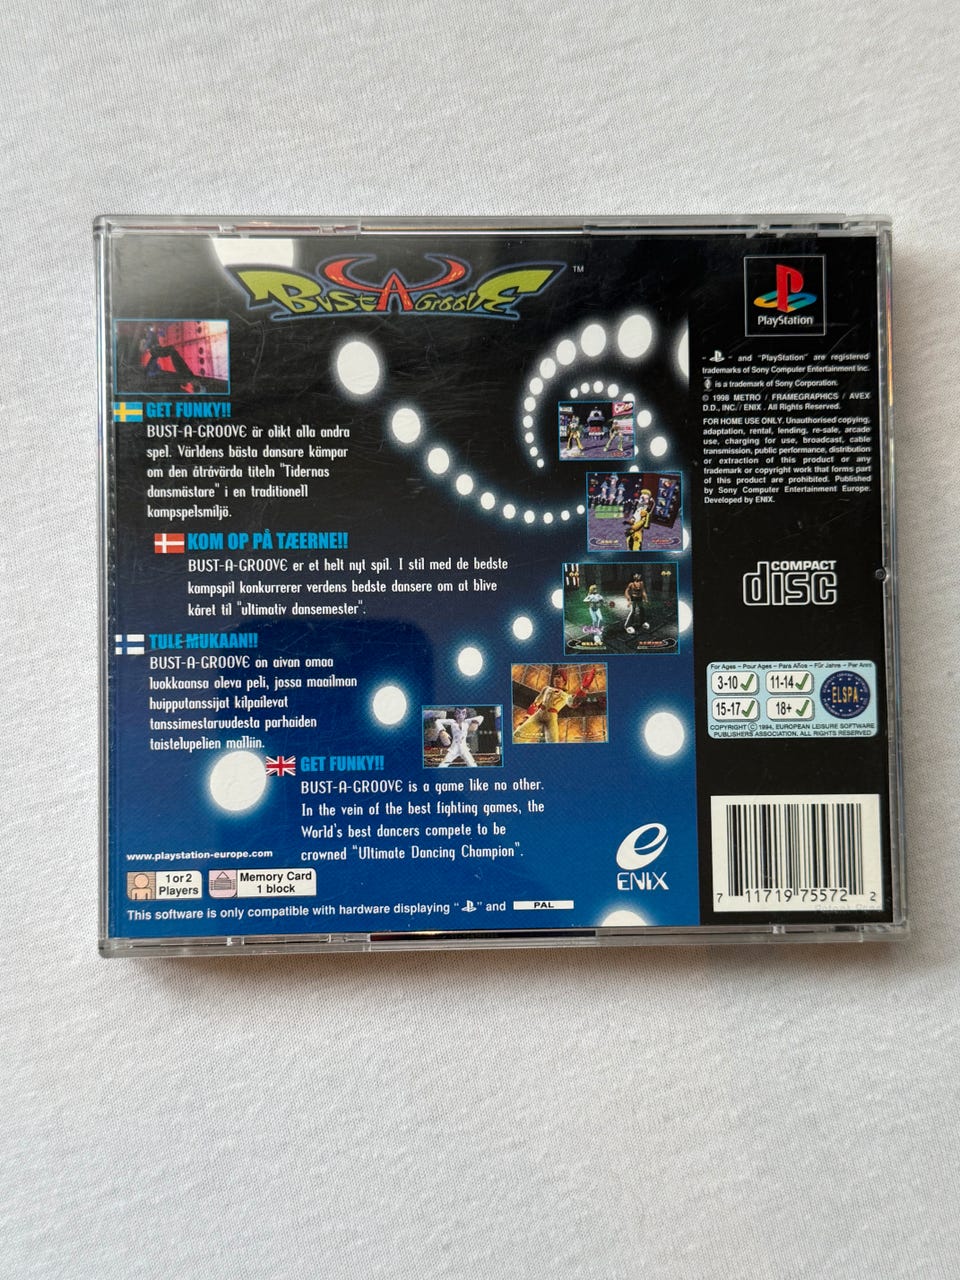 BUST A GROOVE™
GET FUNKY!!
BUST-A-GROOVE är olikt alla andra
spel. Världens bästa dansare kämpar
om den åtråvärda titeln "Tidernas
dansmästare" i en traditionell
kampspelsmiljö.
KOM OP PÅ TÆERNE!!
BUST-A-GROOVE er et helt nyt spil. I stil med de bedste
kampspil konkurrerer verdens bedste dansere om at blive
kåret til "ultimativ dansemester".
TULE MUKAAN!!
BUST-A-GROOVE on aivan omaa
luokkaansa oleva peli, jossa maailman
huipputanssijat kilpailevat
tanssimestaruudesta parhaiden
taistelupelien malliin.
GET FUNKY!!
BUST-A-GROOVE is a game like no other.
In the vein of the best fighting games, the
World's best dancers compete to be
crowned "Ultimate Dancing Champion".
www.playstation-europe.com
1 or 2
Players
Memory Card
1 block
This software is only compatible with hardware displaying " " and PAL
ENIX
PlayStation
" " and "PlayStation" are registered
trademarks of Sony Computer Entertainment Inc.
is a trademark of Sony Corporation.
© 1998 METRO / FRAMEGRAPHICS / AVEX
D.D., INC. / ENIX . All Rights Reserved.
FOR HOME USE ONLY. Unauthorised copying,
adaptation, rental, lending, re-sale, arcade
use, charging for use, broadcast, cable
transmission, public performance, distribution
or extraction of this product or any
trademark or copyright work that forms part
of this product are prohibited. Published
by Sony Computer Entertainment Europe.
Developed by ENIX.
COMPACT
disc
For Ages – Pour Ages – Para Años – Für Jahre – Per Anni
3-10 11-14
15-17 18+
ELSPA
COPYRIGHT © 1994, EUROPEAN LEISURE SOFTWARE
PUBLISHERS ASSOCIATION. ALL RIGHTS RESERVED
7 11719 75572 2